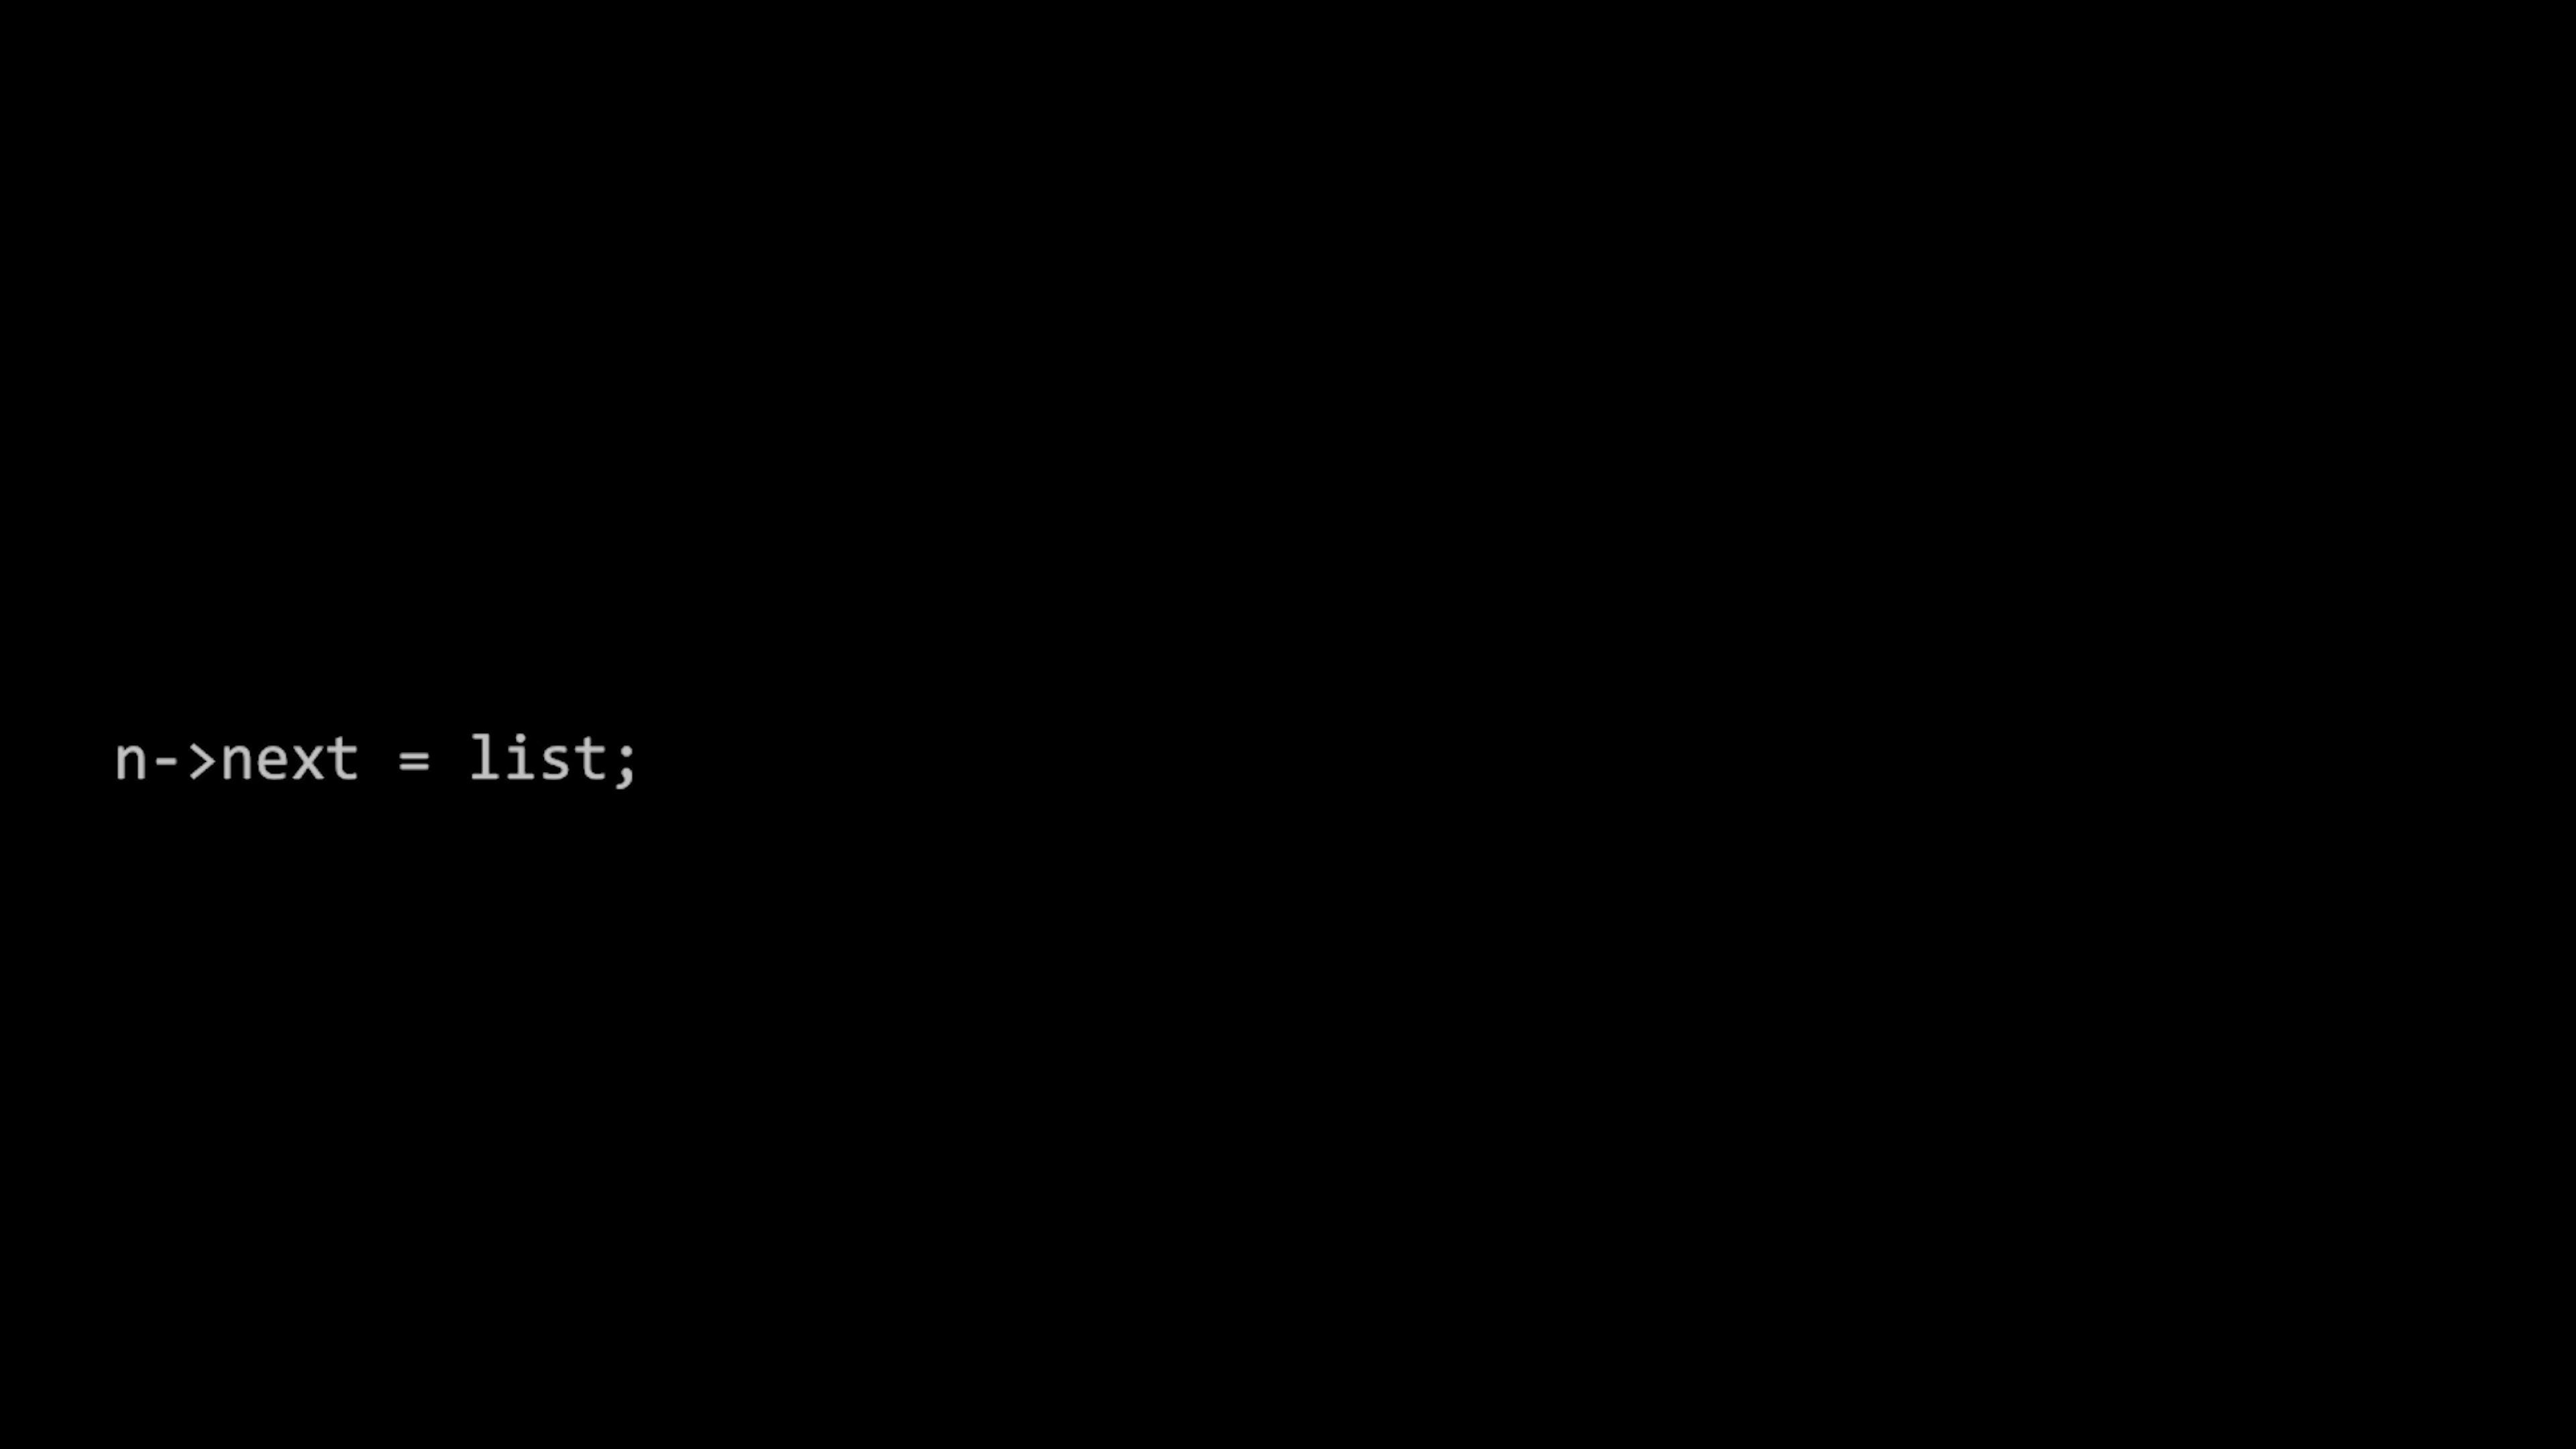 n->next = list;